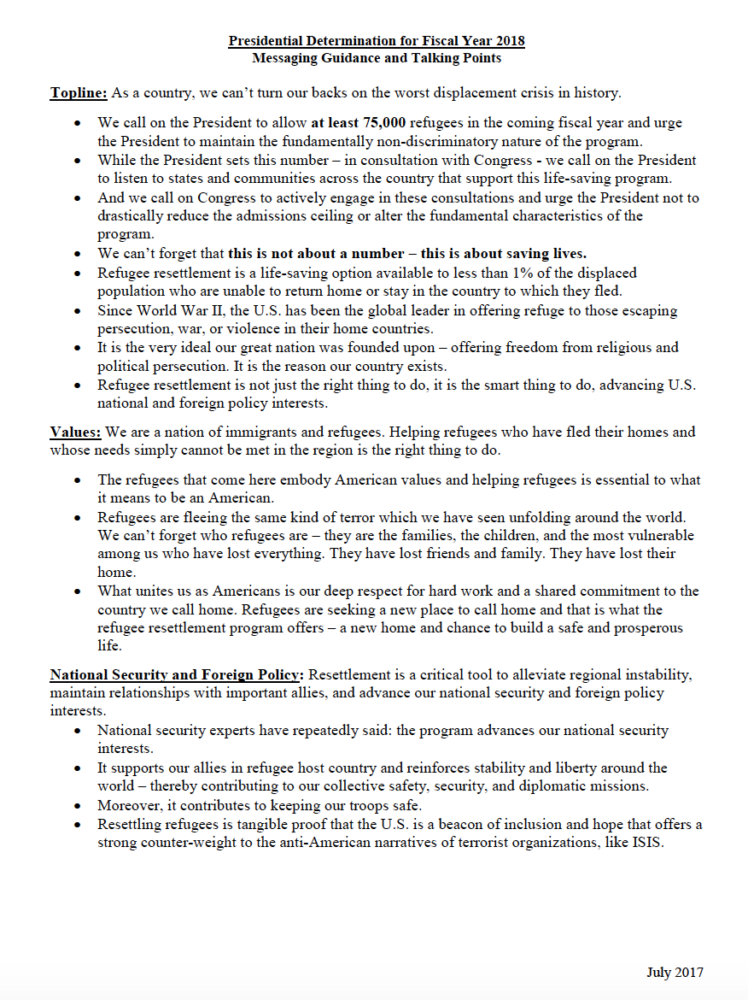 Presidential Determination for Fiscal Year 2018
Messaging Guidance and Talking Points
Topline: As a country, we can't turn our backs on the worst displacement crisis in history.
• We call on the President to allow at least 75,000 refugees in the coming fiscal year and urge
the President to maintain the fundamentally non-discriminatory nature of the program.
• While the President sets this number – in consultation with Congress - we call on the President
to listen to states and communities across the country that support this life-saving program.
• And we call on Congress to actively engage in these consultations and urge the President not to
drastically reduce the admissions ceiling or alter the fundamental characteristics of the
program.
• We can't forget that this is not about a number – this is about saving lives.
• Refugee resettlement is a life-saving option available to less than 1% of the displaced
population who are unable to return home or stay in the country to which they fled.
• Since World War II, the U.S. has been the global leader in offering refuge to those escaping
persecution, war, or violence in their home countries.
• It is the very ideal our great nation was founded upon – offering freedom from religious and
political persecution. It is the reason our country exists.
• Refugee resettlement is not just the right thing to do, it is the smart thing to do, advancing U.S.
national and foreign policy interests.
Values: We are a nation of immigrants and refugees. Helping refugees who have fled their homes and
whose needs simply cannot be met in the region is the right thing to do.
• The refugees that come here embody American values and helping refugees is essential to what
it means to be an American.
• Refugees are fleeing the same kind of terror which we have seen unfolding around the world.
We can't forget who refugees are – they are the families, the children, and the most vulnerable
among us who have lost everything. They have lost friends and family. They have lost their
home.
• What unites us as Americans is our deep respect for hard work and a shared commitment to the
country we call home. Refugees are seeking a new place to call home and that is what the
refugee resettlement program offers – a new home and chance to build a safe and prosperous
life.
National Security and Foreign Policy: Resettlement is a critical tool to alleviate regional instability,
maintain relationships with important allies, and advance our national security and foreign policy
interests.
• National security experts have repeatedly said: the program advances our national security
interests.
• It supports our allies in refugee host country and reinforces stability and liberty around the
world – thereby contributing to our collective safety, security, and diplomatic missions.
• Moreover, it contributes to keeping our troops safe.
• Resettling refugees is tangible proof that the U.S. is a beacon of inclusion and hope that offers a
strong counter-weight to the anti-American narratives of terrorist organizations, like ISIS.
July 2017